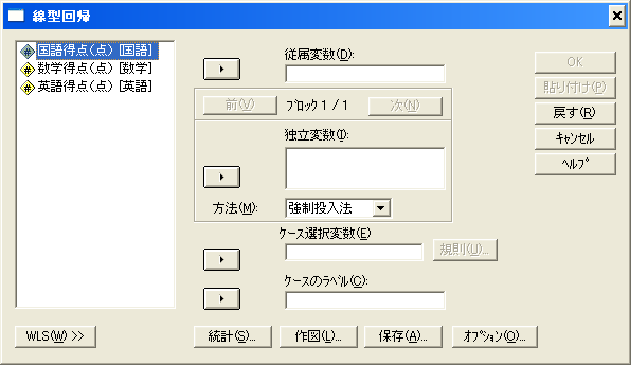 線型回帰
国語得点(点) [国語]
数学得点(点) [数学]
英語得点(点) [英語]
従属変数(D):
前(V)
ブロック 1 / 1
次(N)
独立変数(I):
方法(M):
強制投入法
ケース選択変数(E)
規則(U)...
ケースのラベル(C):
OK
貼り付け(P)
戻す(R)
キャンセル
ヘルプ
WLS(W) >>
統計(S)...
作図(L)...
保存(A)...
オプション(O)...